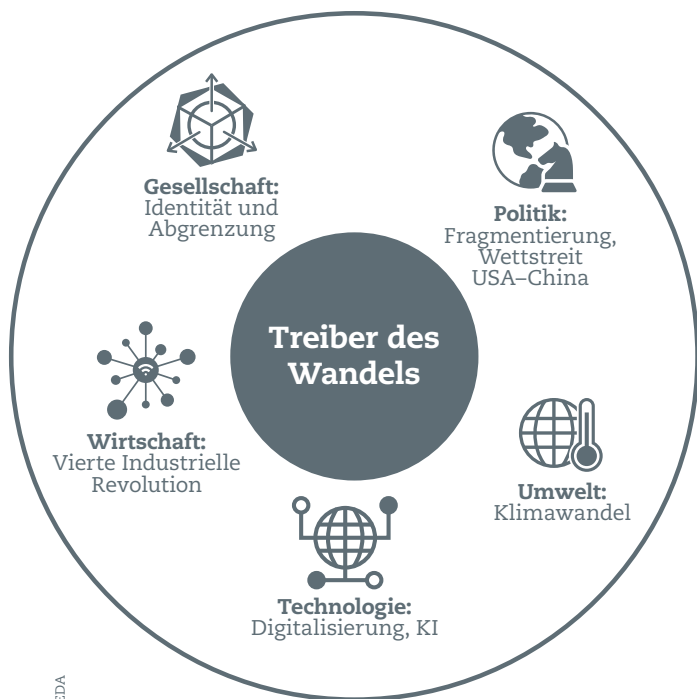 Gesellschaft:
Identität und
Abgrenzung
Politik:
Fragmentierung,
Wettstreit
USA–China
Treiber des
Wandels
Wirtschaft:
Vierte Industrielle
Revolution
Umwelt:
Klimawandel
Technologie:
Digitalisierung, KI
EDA